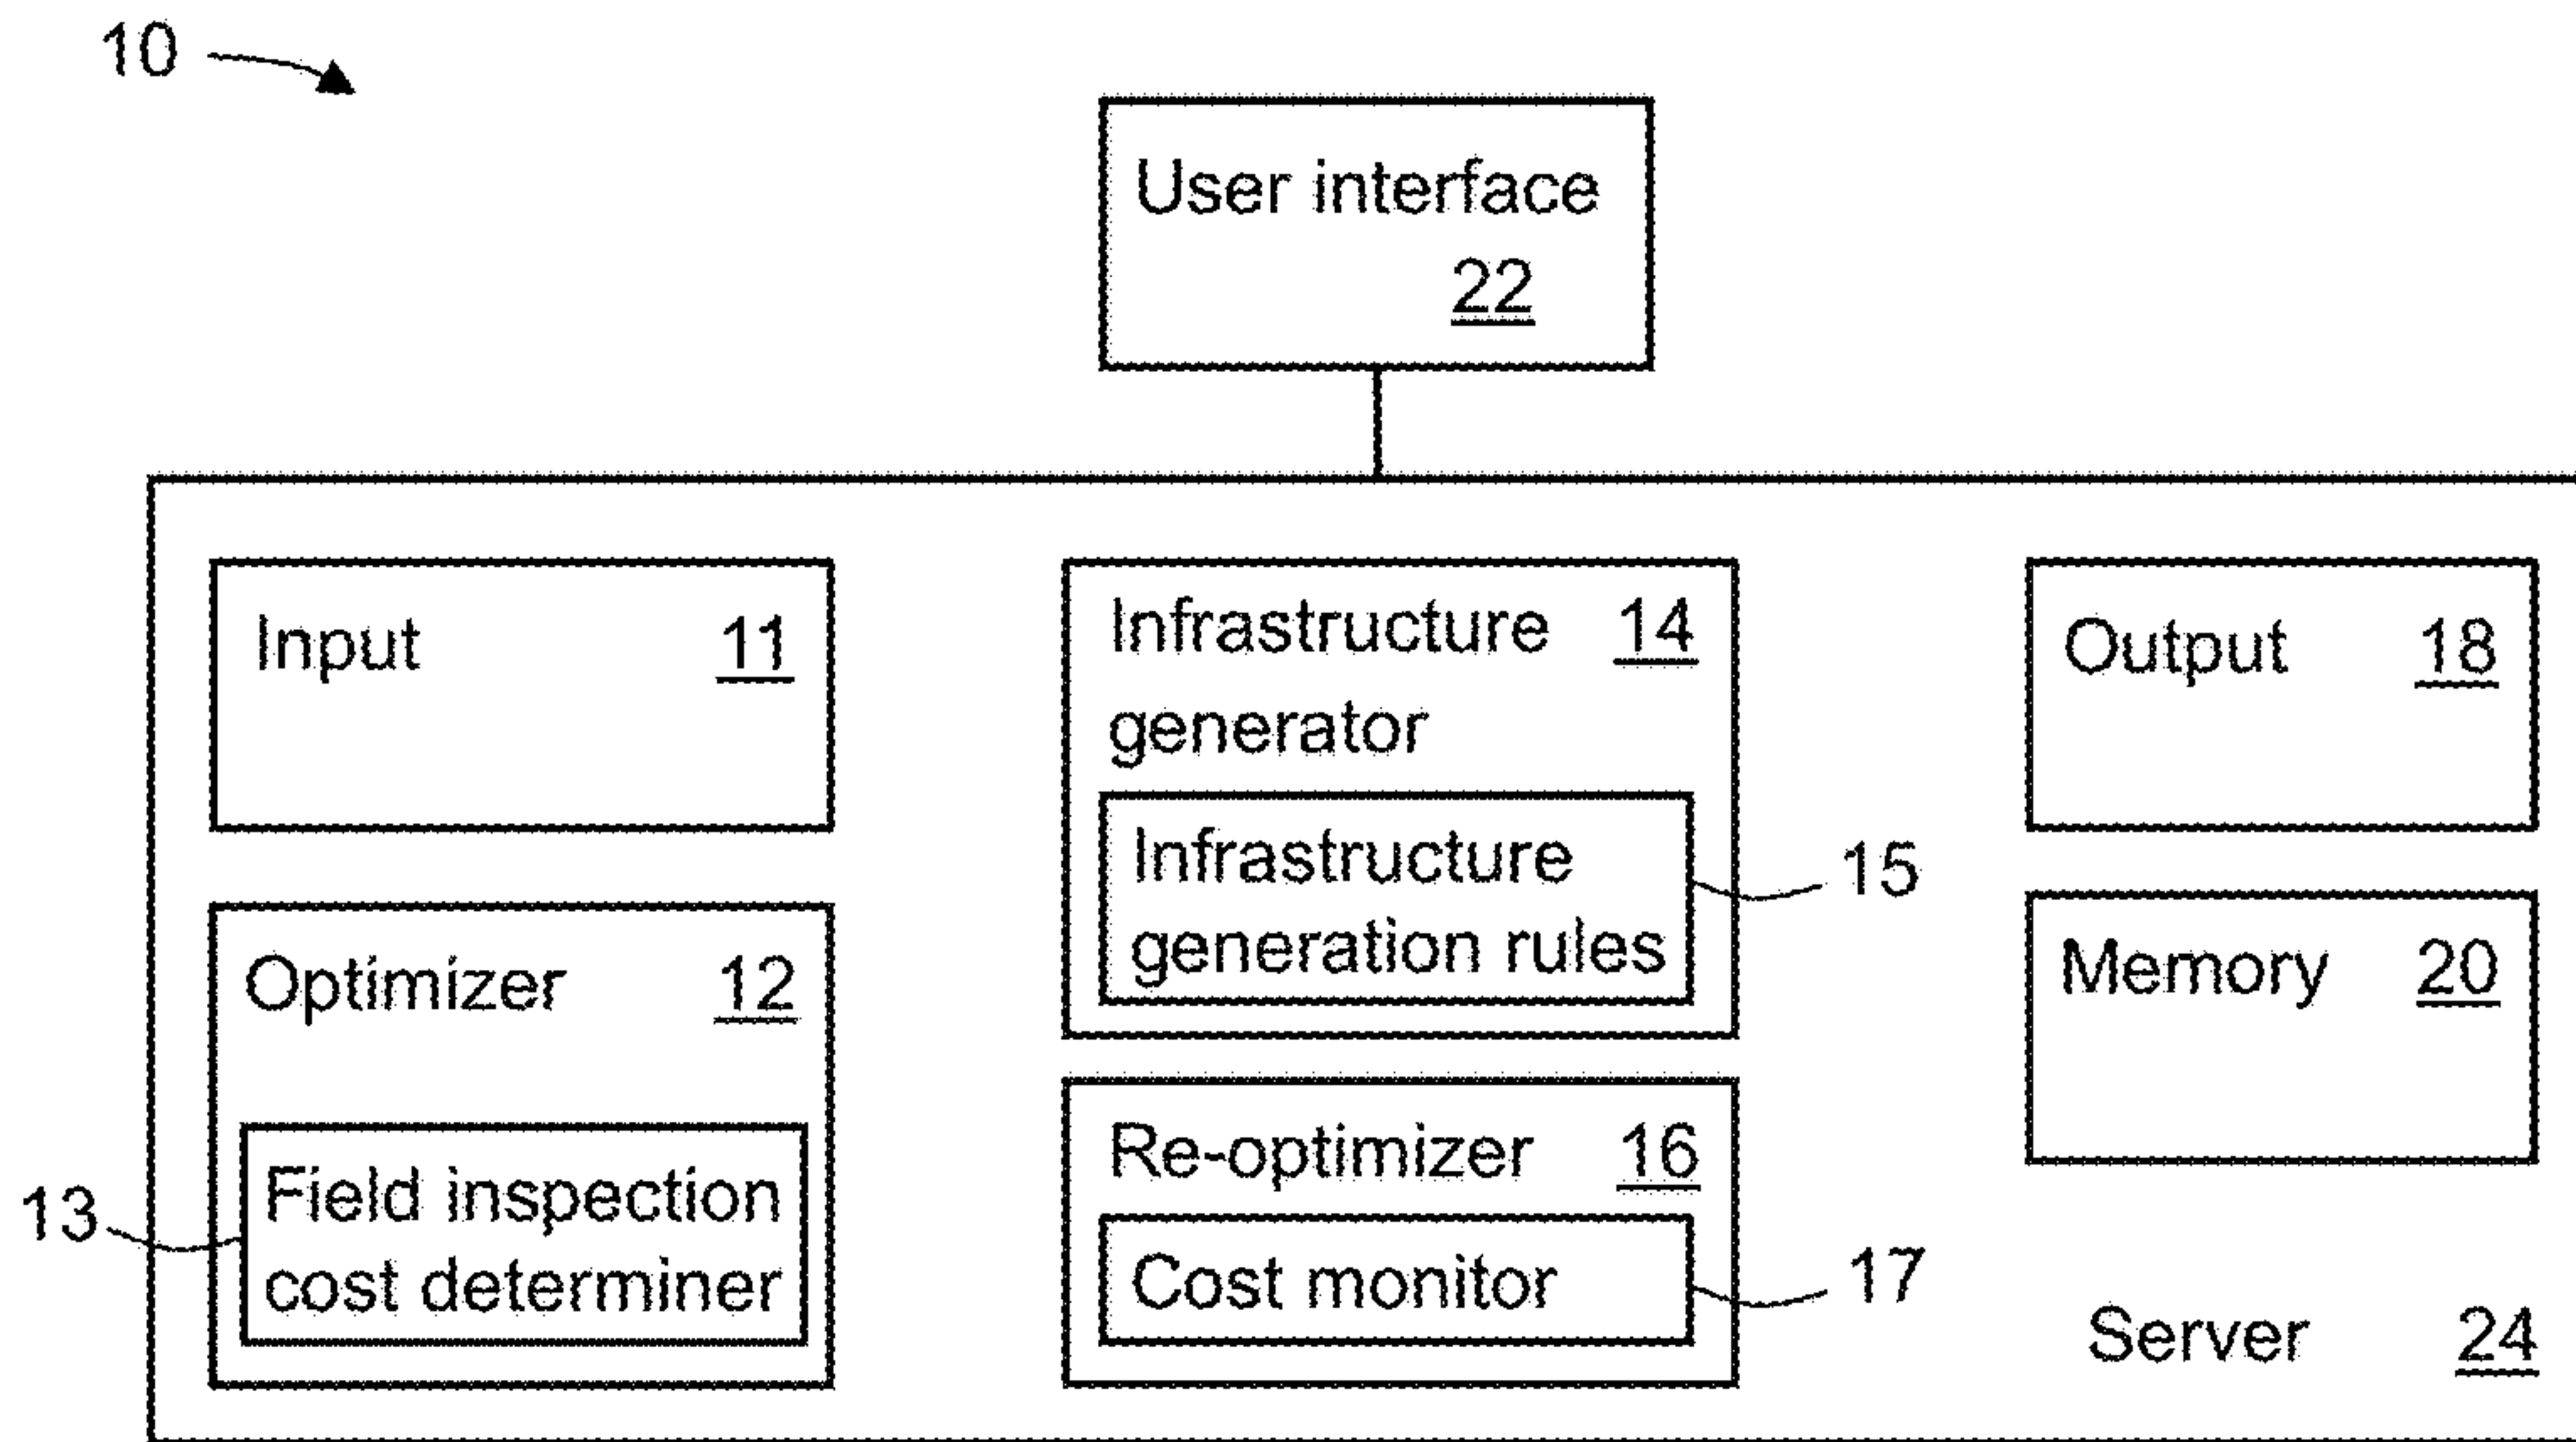 10
User interface
22
Input 11
Infrastructure 14
generator
Output 18
Infrastructure
generation rules
15
Optimizer 12
Memory 20
Field inspection
cost determiner
13
Re-optimizer 16
Cost monitor
17
Server 24